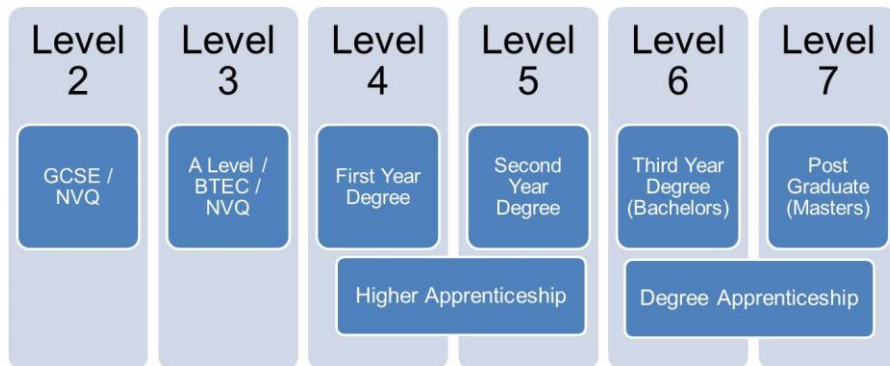 Level
2
Level
3
Level
4
Level
5
Level
6
Level
7
GCSE /
NVQ
A Level /
BTEC /
NVQ
First Year
Degree
Second
Year
Degree
Third Year
Degree
(Bachelors)
Post
Graduate
(Masters)
Higher Apprenticeship
Degree Apprenticeship